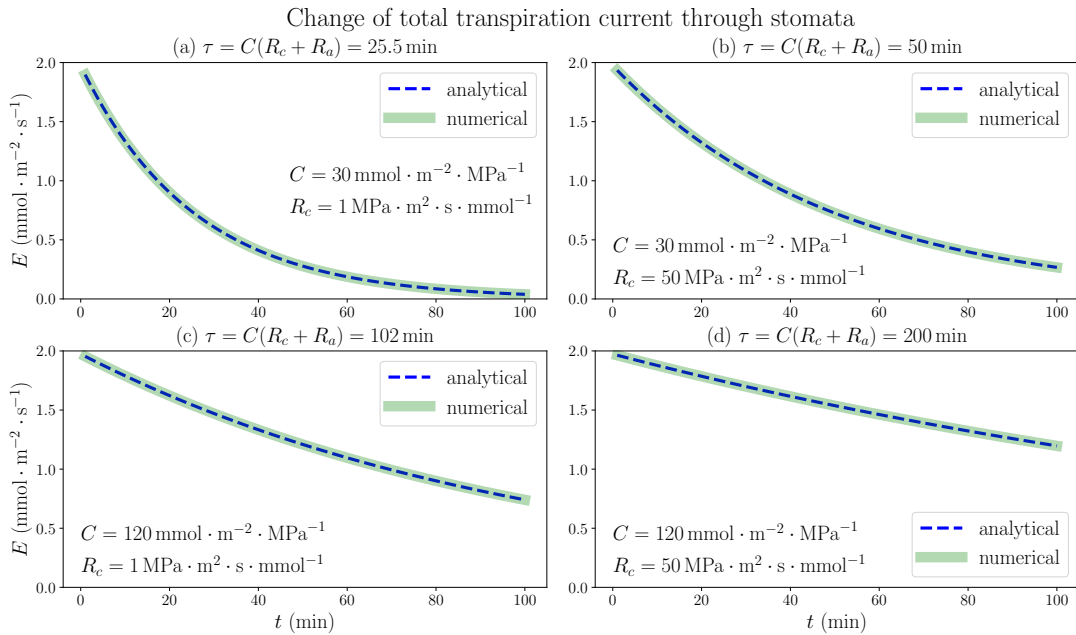 Change of total transpiration current through stomata
(a) τ = C(R_c + R_a) = 25.5 min
2.0
1.5
1.0
0.5
0.0
E (mmol · m⁻² · s⁻¹)
analytical
numerical
C = 30 mmol · m⁻² · MPa⁻¹
R_c = 1 MPa · m² · s · mmol⁻¹
0 20 40 60 80 100
(b) τ = C(R_c + R_a) = 50 min
2.0
1.5
1.0
0.5
0.0
analytical
numerical
C = 30 mmol · m⁻² · MPa⁻¹
R_c = 50 MPa · m² · s · mmol⁻¹
0 20 40 60 80 100
(c) τ = C(R_c + R_a) = 102 min
2.0
1.5
1.0
0.5
0.0
E (mmol · m⁻² · s⁻¹)
analytical
numerical
C = 120 mmol · m⁻² · MPa⁻¹
R_c = 1 MPa · m² · s · mmol⁻¹
0 20 40 60 80 100
t (min)
(d) τ = C(R_c + R_a) = 200 min
2.0
1.5
1.0
0.5
0.0
C = 120 mmol · m⁻² · MPa⁻¹
R_c = 50 MPa · m² · s · mmol⁻¹
analytical
numerical
0 20 40 60 80 100
t (min)